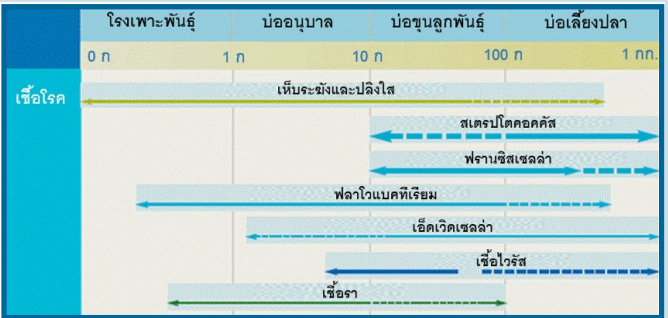 โรงเพาะพันธุ์ บ่ออนุบาล บ่อขุนลูกพันธุ์ บ่อเลี้ยงปลา
0 ก 1 ก 10 ก 100 ก 1 กก.
เชื้อโรค
เห็บระฆังและปลิงใส
สเตรปโตคอคคัส
ฟรานซิสเซลล่า
ฟลาโวแบคทีเรียม
เอ็ดเวิดเซลล่า
เชื้อไวรัส
เชื้อรา